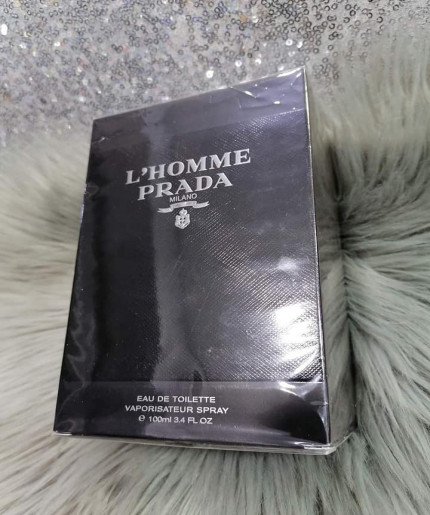 L'HOMME
PRADA
MILANO
EAU DE TOILETTE
VAPORISATEUR SPRAY
℮ 100ml 3.4 FL OZ